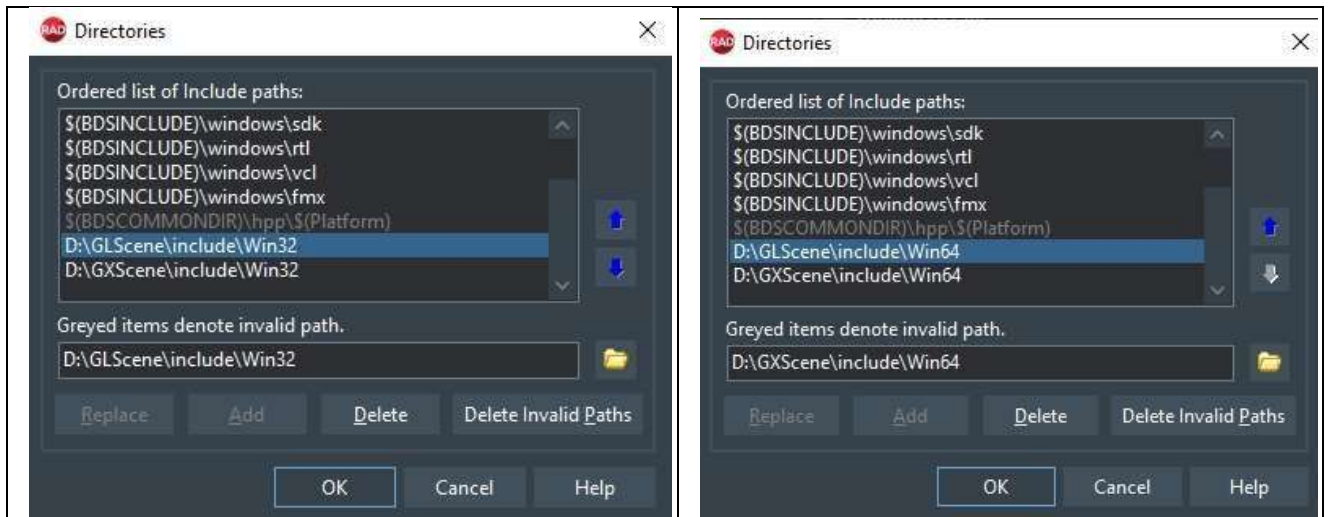 RAD Directories
Ordered list of Include paths:
$(BDSINCLUDE)\windows\sdk
$(BDSINCLUDE)\windows\rtl
$(BDSINCLUDE)\windows\vcl
$(BDSINCLUDE)\windows\fmx
$(BDSCOMMONDIR)\hpp\$(Platform)
D:\GLScene\include\Win32
D:\GXScene\include\Win32
Greyed items denote invalid path.
D:\GLScene\include\Win32
Replace Add Delete Delete Invalid Paths
OK Cancel Help
RAD Directories
Ordered list of Include paths:
$(BDSINCLUDE)\windows\sdk
$(BDSINCLUDE)\windows\rtl
$(BDSINCLUDE)\windows\vcl
$(BDSINCLUDE)\windows\fmx
$(BDSCOMMONDIR)\hpp\$(Platform)
D:\GLScene\include\Win64
D:\GXScene\include\Win64
Greyed items denote invalid path.
D:\GXScene\include\Win64
Replace Add Delete Delete Invalid Paths
OK Cancel Help